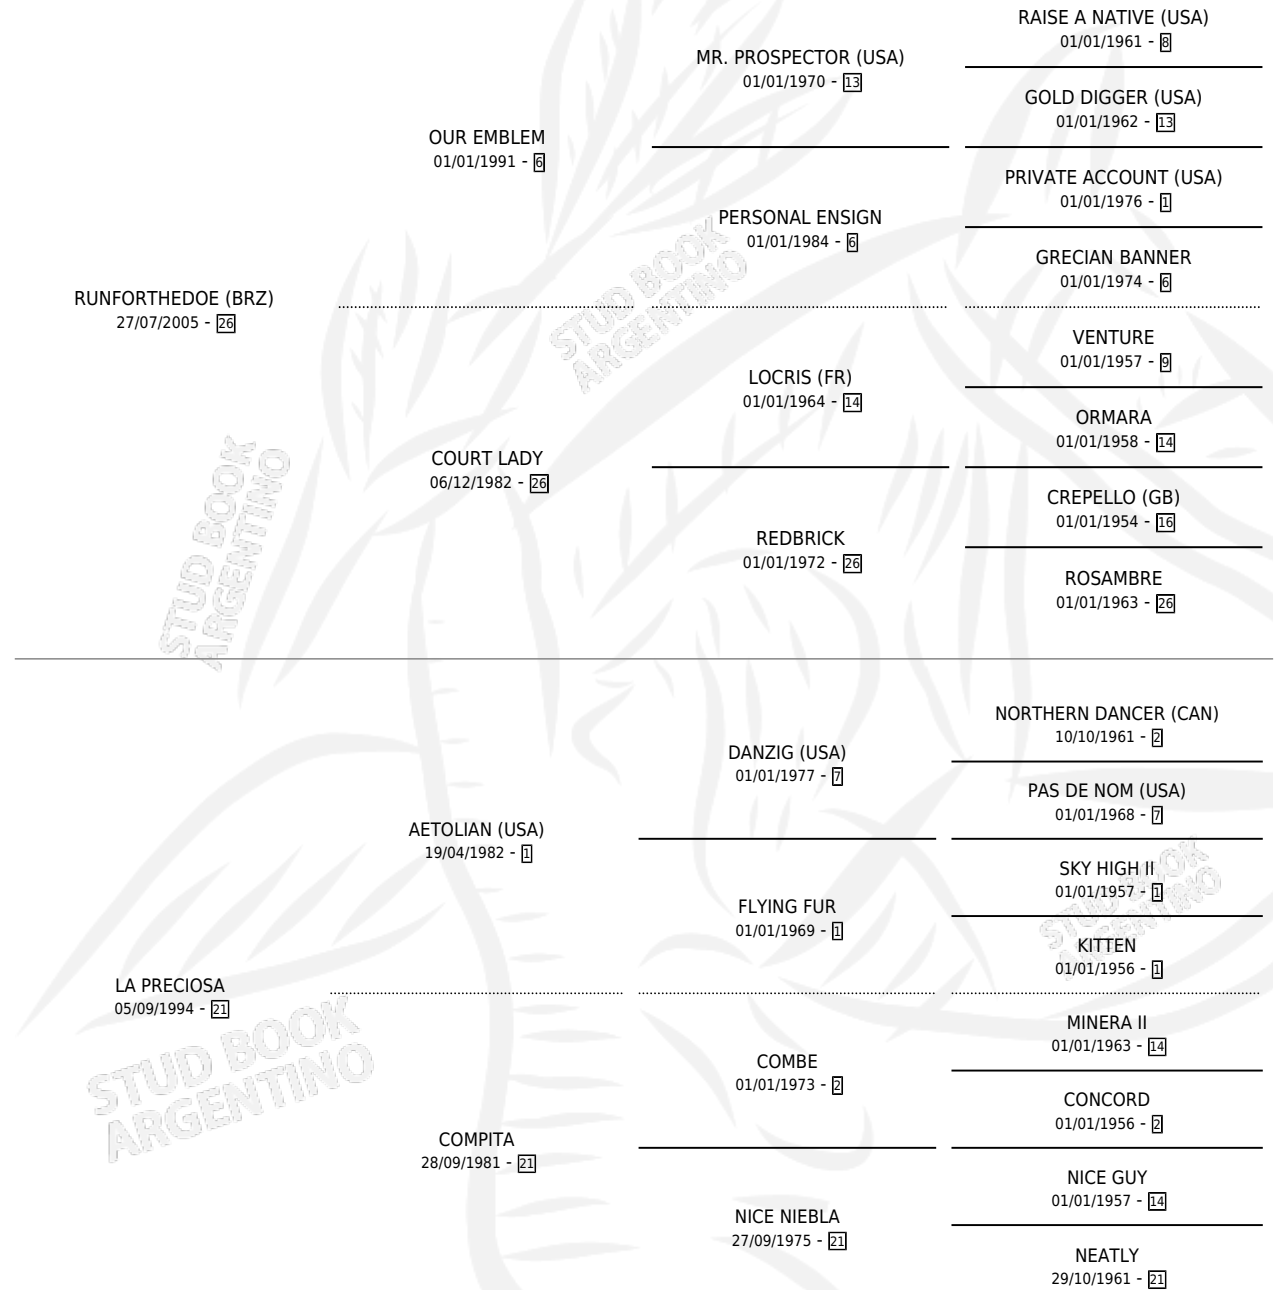 RAISE A NATIVE (USA)
01/01/1961 - 8
MR. PROSPECTOR (USA)
01/01/1970 - 13
GOLD DIGGER (USA)
01/01/1962 - 13
OUR EMBLEM
01/01/1991 - 6
PRIVATE ACCOUNT (USA)
01/01/1976 - 1
PERSONAL ENSIGN
01/01/1984 - 6
GRECIAN BANNER
01/01/1974 - 6
RUNFORTHEDOE (BRZ)
27/07/2005 - 26
STUD BOOK
ARGENTINO
VENTURE
01/01/1957 - 9
LOCRIS (FR)
01/01/1964 - 14
ORMARA
01/01/1958 - 14
COURT LADY
06/12/1982 - 26
CREPELLO (GB)
01/01/1954 - 16
REDBRICK
01/01/1972 - 26
ROSAMBRE
01/01/1963 - 26
STUD BOOK
ARGENTINO
NORTHERN DANCER (CAN)
10/10/1961 - 2
DANZIG (USA)
01/01/1977 - 7
PAS DE NOM (USA)
01/01/1968 - 7
AETOLIAN (USA)
19/04/1982 - 1
SKY HIGH II
01/01/1957 - 1
FLYING FUR
01/01/1969 - 1
KITTEN
01/01/1956 - 1
STUD BOOK
ARGENTINO
LA PRECIOSA
05/09/1994 - 21
MINERA II
01/01/1963 - 14
COMBE
01/01/1973 - 2
CONCORD
01/01/1956 - 2
STUD BOOK
ARGENTINO
COMPITA
28/09/1981 - 21
NICE GUY
01/01/1957 - 14
NICE NIEBLA
27/09/1975 - 21
NEATLY
29/10/1961 - 21